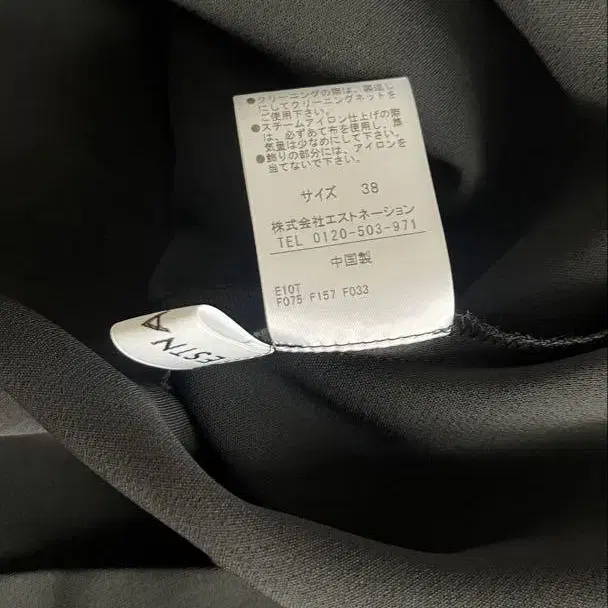 ●クリーニングの際は、裏返し
にしてクリーニングネットを
ご使用下さい。
●スチームアイロン仕上げの際
は、必ずあて布を使用し、蒸
気量は少なめにして下さい。
●飾りの部分には、アイロンを
当てないで下さい。
サイズ 38
株式会社エストネーション
TEL 0120-503-971
中国製
E10T
F075 F157 F033
ESTN